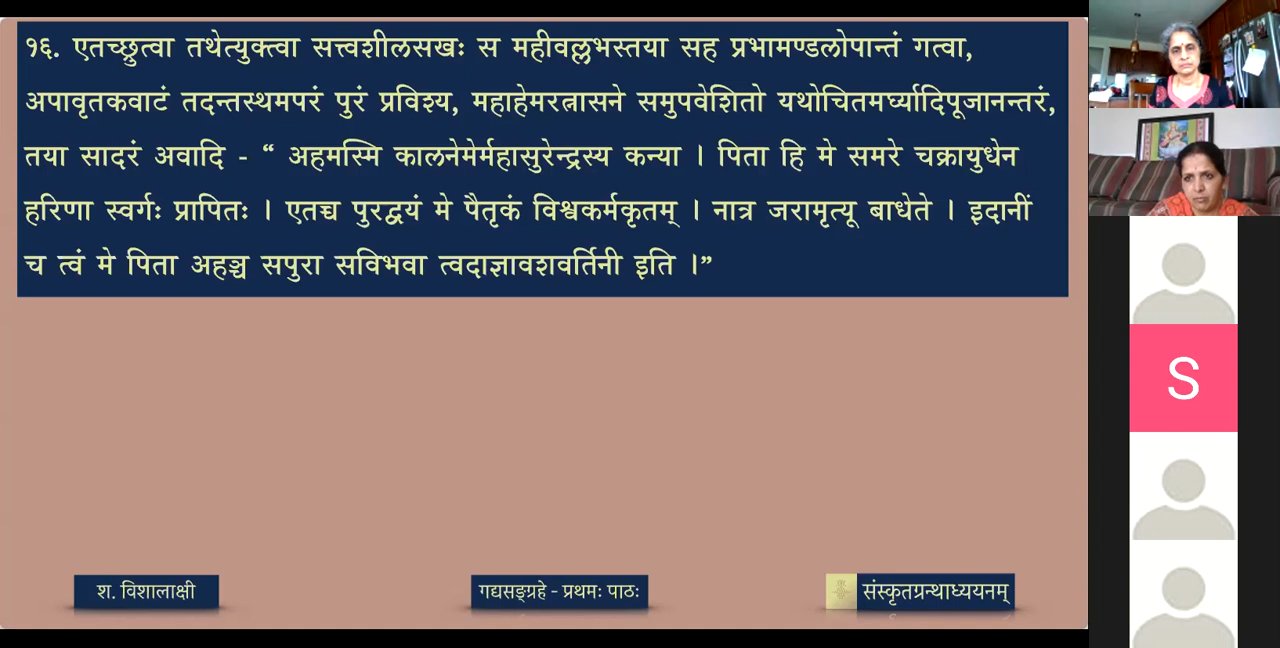 १६. एतच्छ्रुत्वा तथेत्युक्त्वा सत्त्वशीलसखः स महीवल्लभस्तया सह प्रभामण्डलोपान्तं गत्वा,
अपावृतकवाटं तदन्तस्थमपरं पुरं प्रविश्य, महाहेमरत्नासने समुपवेशितो यथोचितमर्घ्यादिपूजानन्तरं,
तया सादरं अवादि - “ अहमस्मि कालनेमेर्महासुरेन्द्रस्य कन्या । पिता हि मे समरे चक्रायुधेन
हरिणा स्वर्गः प्रापितः । एतच्च पुरद्वयं मे पैतृकं विश्वकर्मकृतम् । नात्र जरामृत्यू बाधेते । इदानीं
च त्वं मे पिता अहञ्च सपुरा सविभवा त्वदाज्ञावशवर्तिनी इति ।”
S
श. विशालाक्षी
गद्यसङ्ग्रहे - प्रथमः पाठः
संस्कृतग्रन्थाध्ययनम्